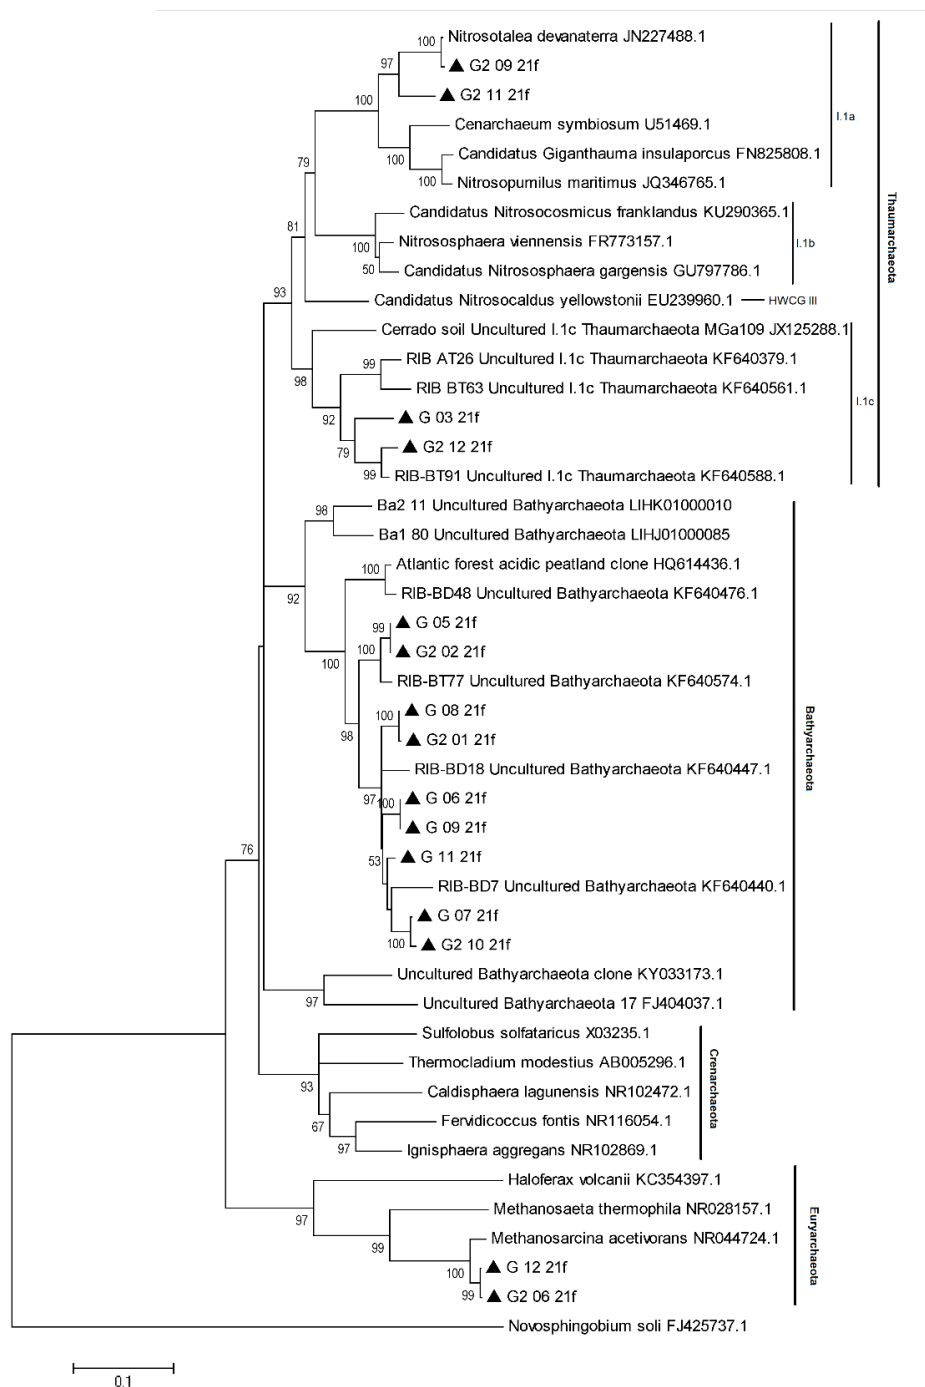 Nitrosotalea devanaterra JN227488.1
100
G2 09 21f
97
G2 11 21f
100
Cenarchaeum symbiosum U51469.1
I.1a
Candidatus Giganthauma insulaporcus FN825808.1
100
Nitrosopumilus maritimus JQ346765.1
100
79
Candidatus Nitrosocosmicus franklandus KU290365.1
81
Nitrososphaera viennensis FR773157.1
I.1b
100
Candidatus Nitrososphaera gargensis GU797786.1
50
Thaumarchaeota
93
Candidatus Nitrosocaldus yellowstonii EU239960.1
HWCG III
Cerrado soil Uncultured I.1c Thaumarchaeota MGa109 JX125288.1
RIB AT26 Uncultured I.1c Thaumarchaeota KF640379.1
99
98
RIB BT63 Uncultured I.1c Thaumarchaeota KF640561.1
I.1c
92
G 03 21f
G2 12 21f
79
RIB-BT91 Uncultured I.1c Thaumarchaeota KF640588.1
99
Ba2 11 Uncultured Bathyarchaeota LIHK01000010
98
Ba1 80 Uncultured Bathyarchaeota LIHJ01000085
Atlantic forest acidic peatland clone HQ614436.1
100
RIB-BD48 Uncultured Bathyarchaeota KF640476.1
92
G 05 21f
99
G2 02 21f
100
100
RIB-BT77 Uncultured Bathyarchaeota KF640574.1
G 08 21f
100
98
G2 01 21f
Bathyarchaeota
RIB-BD18 Uncultured Bathyarchaeota KF640447.1
G 06 21f
97
100
G 09 21f
G 11 21f
53
76
RIB-BD7 Uncultured Bathyarchaeota KF640440.1
G 07 21f
G2 10 21f
100
Uncultured Bathyarchaeota clone KY033173.1
Uncultured Bathyarchaeota 17 FJ404037.1
97
Sulfolobus solfataricus X03235.1
Thermocladium modestius AB005296.1
93
Caldisphaera lagunensis NR102472.1
Crenarchaeota
Fervidicoccus fontis NR116054.1
67
Ignisphaera aggregans NR102869.1
97
Haloferax volcanii KC354397.1
Methanosaeta thermophila NR028157.1
97
Methanosarcina acetivorans NR044724.1
99
Euryarchaeota
G 12 21f
100
G2 06 21f
99
Novosphingobium soli FJ425737.1
0.1